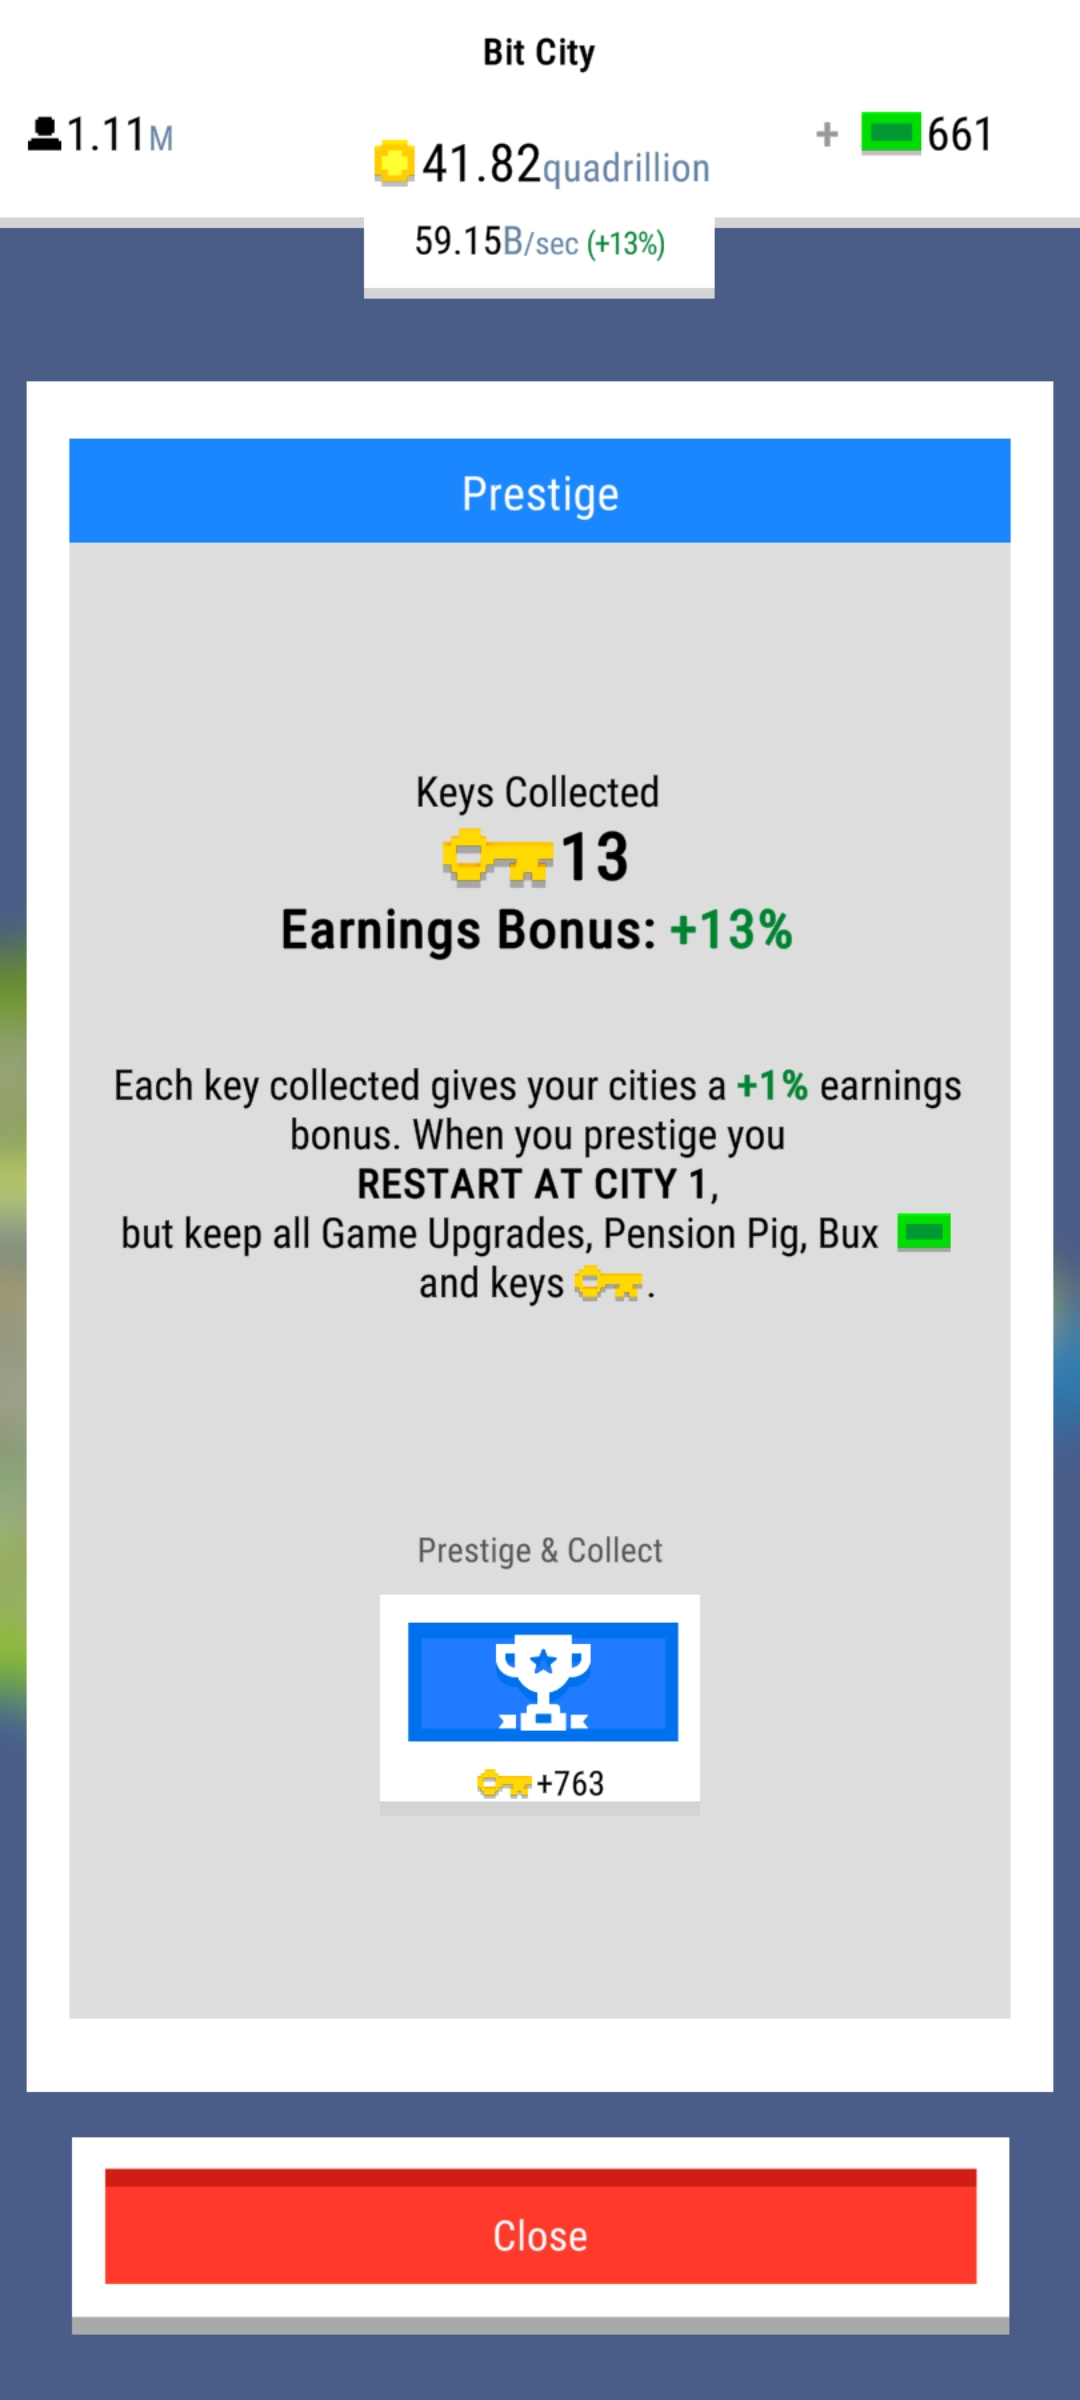 Bit City
1.11M
+ 661
41.82quadrillion
59.15B/sec (+13%)
Prestige
Keys Collected
13
Earnings Bonus: +13%
Each key collected gives your cities a +1% earnings
bonus. When you prestige you
RESTART AT CITY 1,
but keep all Game Upgrades, Pension Pig, Bux
and keys .
Prestige & Collect
+763
Close